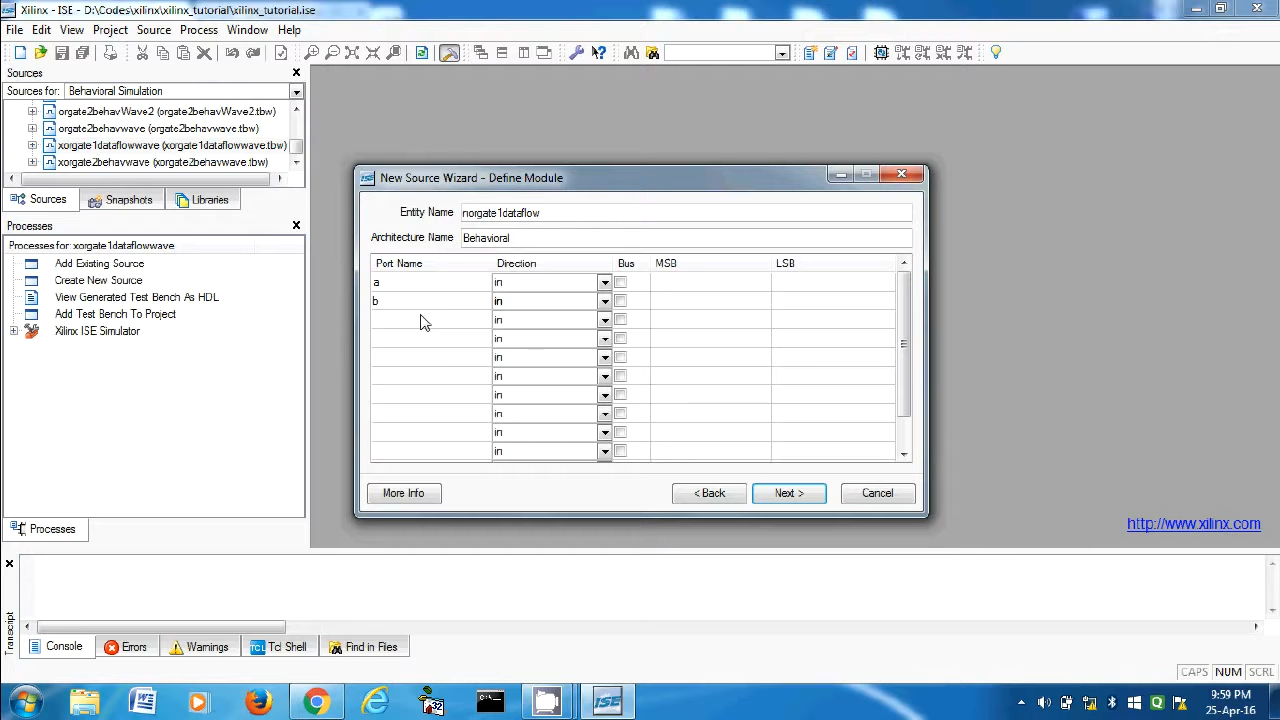 Xilinx - ISE - D:\Codes\xilinx\xilinx_tutorial\xilinx_tutorial.ise
File Edit View Project Source Process Window Help
Sources
Sources for: Behavioral Simulation
orgate2behavWave2 (orgate2behavWave2.tbw)
orgate2behavwave (orgate2behavwave.tbw)
xorgate1dataflowwave (xorgate1dataflowwave.tbw)
xorgate2behavwave (xorgate2behavwave.tbw)
Sources Snapshots Libraries
Processes
Processes for: xorgate1dataflowwave
Add Existing Source
Create New Source
View Generated Test Bench As HDL
Add Test Bench To Project
Xilinx ISE Simulator
Processes
ISE New Source Wizard - Define Module
Entity Name norgate1dataflow
Architecture Name Behavioral
Port Name Direction Bus MSB LSB
a in
b in
in
in
in
in
in
in
in
in
More Info < Back Next > Cancel
http://www.xilinx.com
Transcript
Console Errors Warnings TCL Tcl Shell Find in Files
CAPS NUM SCRL
32 ISE Q
9:59 PM
25-Apr-16